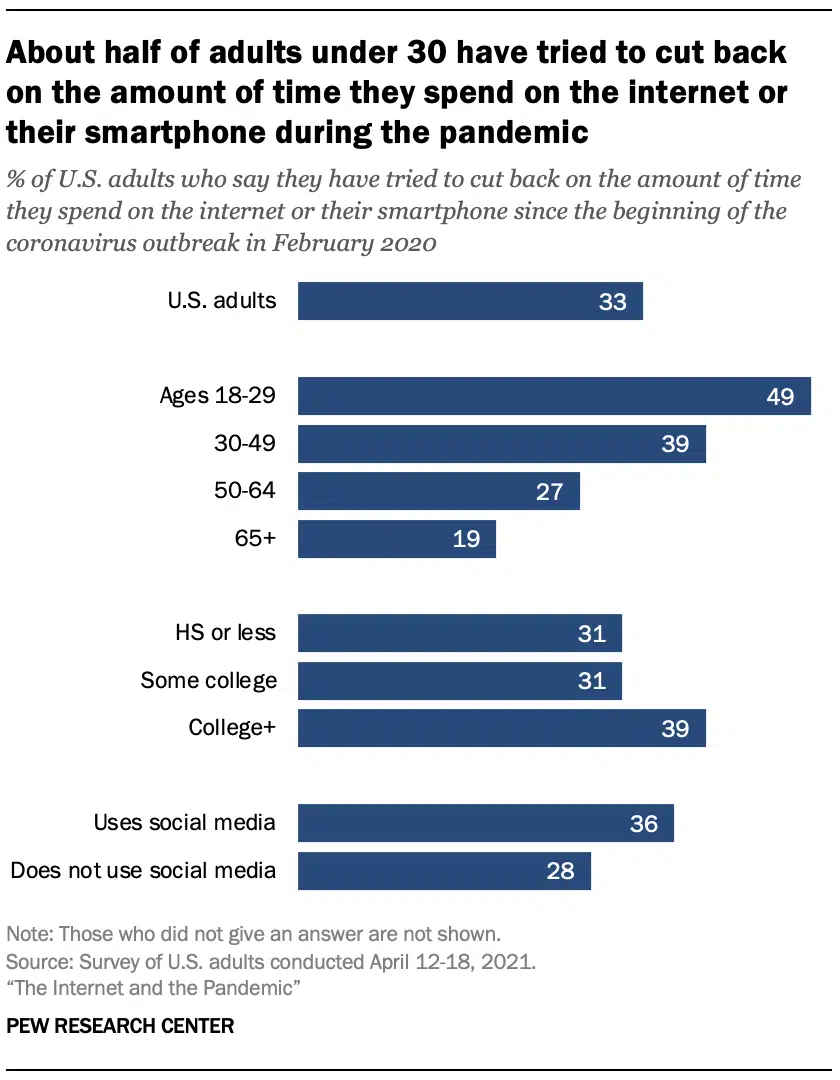 About half of adults under 30 have tried to cut back
on the amount of time they spend on the internet or
their smartphone during the pandemic
% of U.S. adults who say they have tried to cut back on the amount of time
they spend on the internet or their smartphone since the beginning of the
coronavirus outbreak in February 2020
U.S. adults 33
Ages 18-29 49
30-49 39
50-64 27
65+ 19
HS or less 31
Some college 31
College+ 39
Uses social media 36
Does not use social media 28
Note: Those who did not give an answer are not shown.
Source: Survey of U.S. adults conducted April 12-18, 2021.
“The Internet and the Pandemic”
PEW RESEARCH CENTER